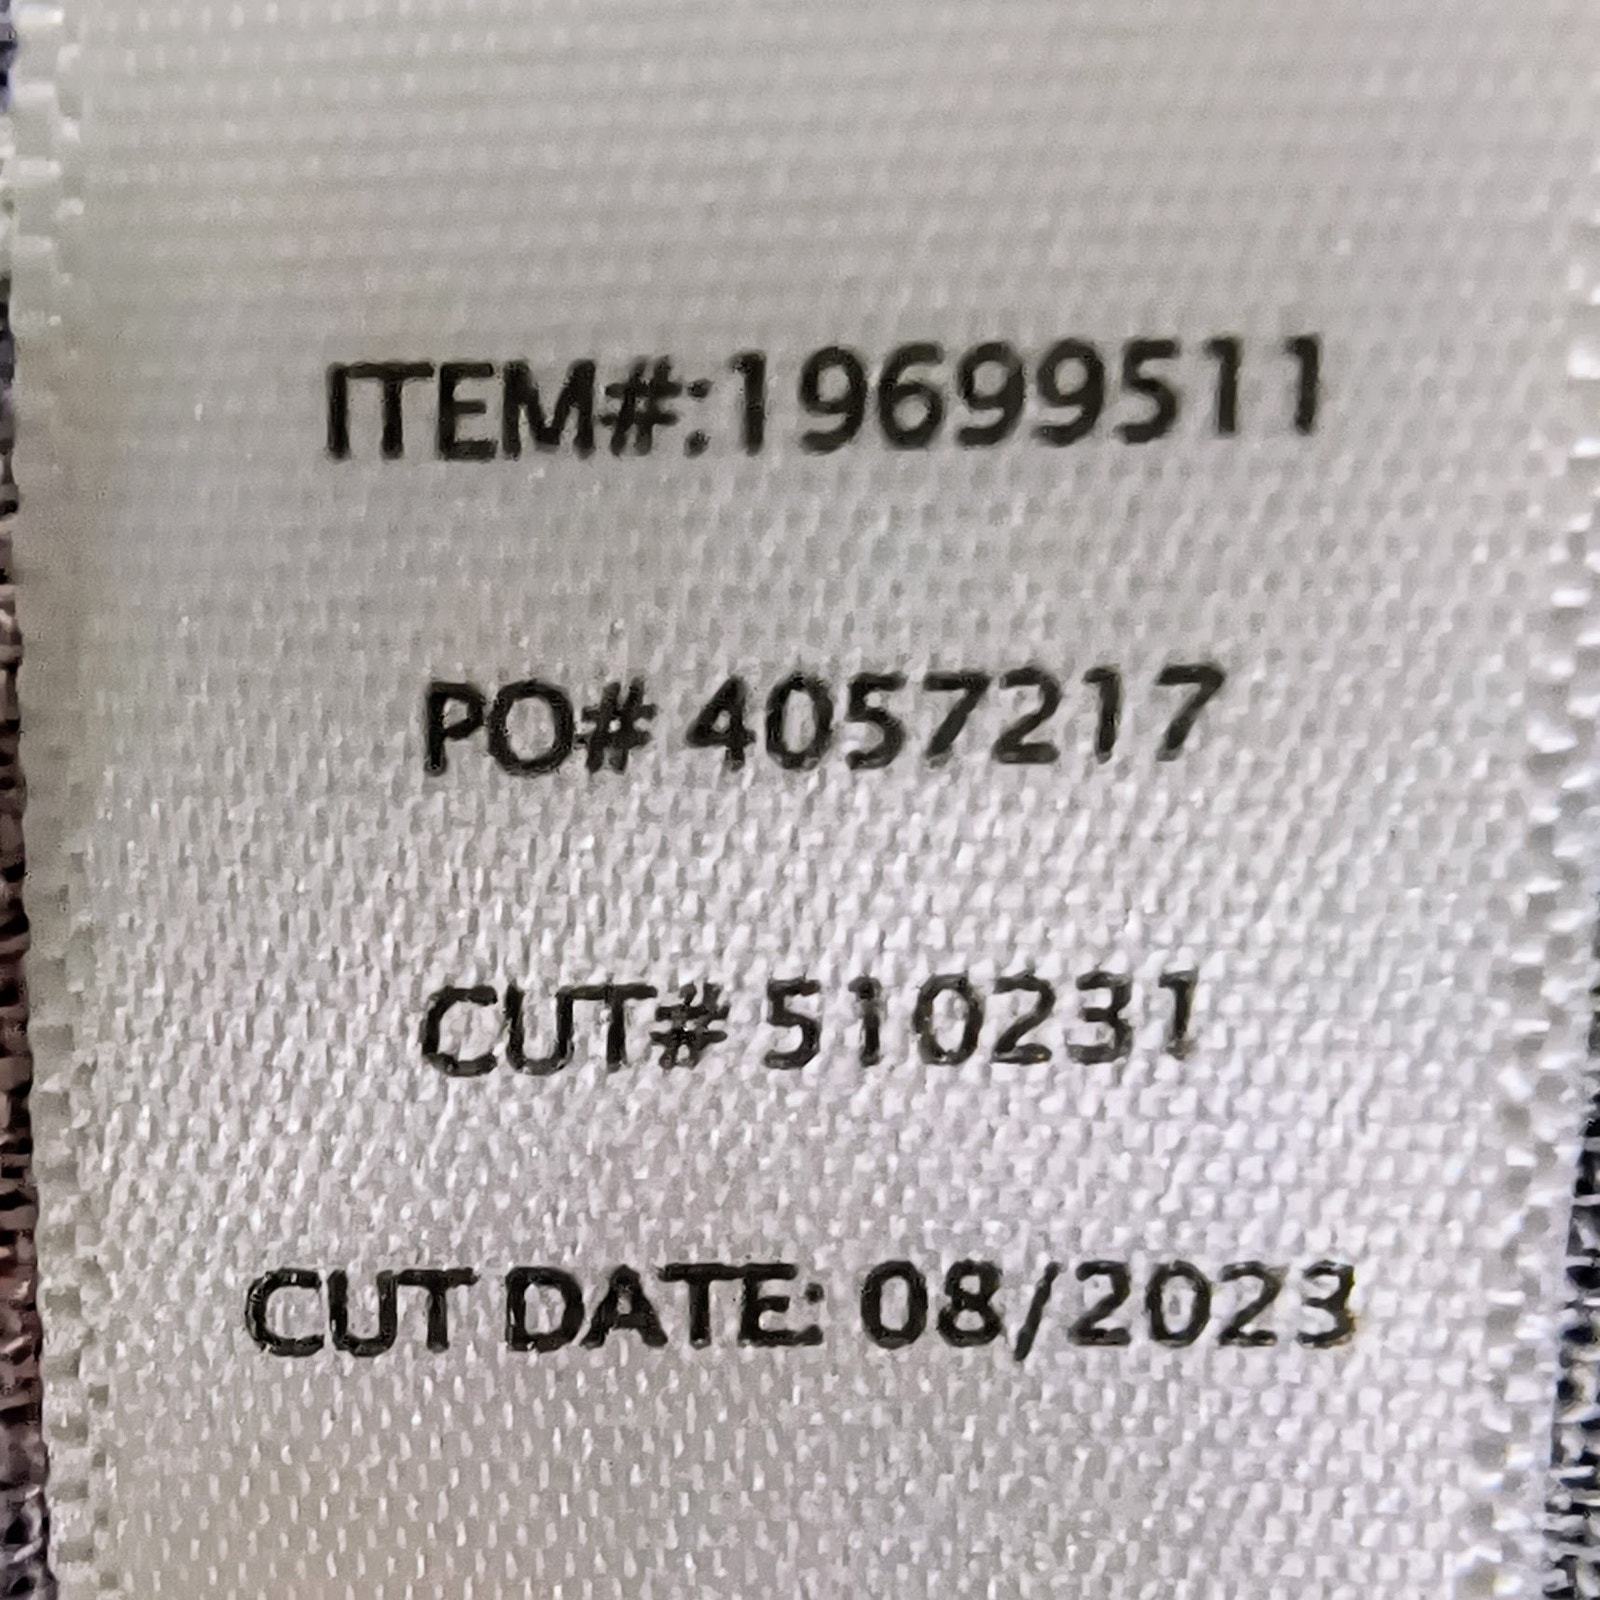 ITEM#:19699511
PO# 4057217
CUT# 510231
CUT DATE: 08/2023